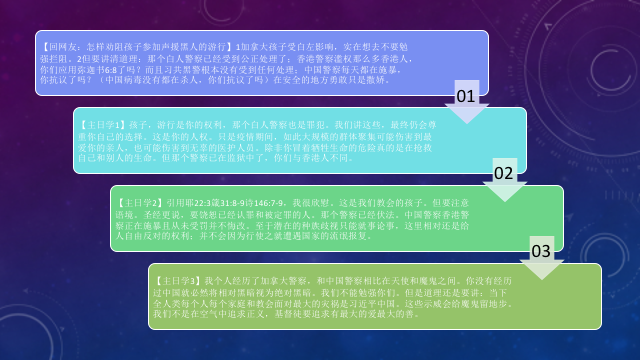 【回网友：怎样劝阻孩子参加声援黑人的游行】1加拿大孩子受白左影响，实在想去不要勉
强拦阻。2但要讲清道理：那个白人警察已经受到公正处理了；香港警察滥权那么多香港人，
你们应用弥迦书6:8了吗？而且习共黑警根本没有受到任何处理；中国警察每天都在施暴，
你抗议了吗？（中国病毒没有都在杀人，你们抗议了吗）在安全的地方勇敢只是撒娇。
01
【主日学1】孩子，游行是你的权利，那个白人警察也是罪犯。我们讲这些，最终仍会尊
重你自己的选择。这是你的人权。只是疫情期间，如此大规模的群体聚集可能伤害到最
爱你的亲人，也可能伤害到无辜的医护人员。除非你冒着牺牲生命的危险真的是在抢救
自己和别人的生命。但那个警察已在监狱中了，你们与香港人不同。
02
【主日学2】引用耶22:3箴31:8-9诗146:7-9，我很欣慰。这是我们教会的孩子。但要注意
语境。圣经更说，要饶恕已经认罪和被定罪的人。那个警察已经伏法。中国警察香港警
察正在施暴且从未受罚并不悔改。至于潜在的种族歧视只能就事论事，这里相对还是给
人自由反对的权利；并不会因为行使之就遭遇国家的流氓报复。
03
【主日学3】我个人经历了加拿大警察。和中国警察相比在天使和魔鬼之间。你没有经历
过中国就必然将相对黑暗视为绝对黑暗。我们不能勉强你们。但是道理还是要讲：当下
全人类每个人每个家庭和教会面对最大的灾祸是习近平中国。这些示威会给魔鬼留地步。
我们不是在空气中追求正义，基督徒要追求有最大的爱最大的善。